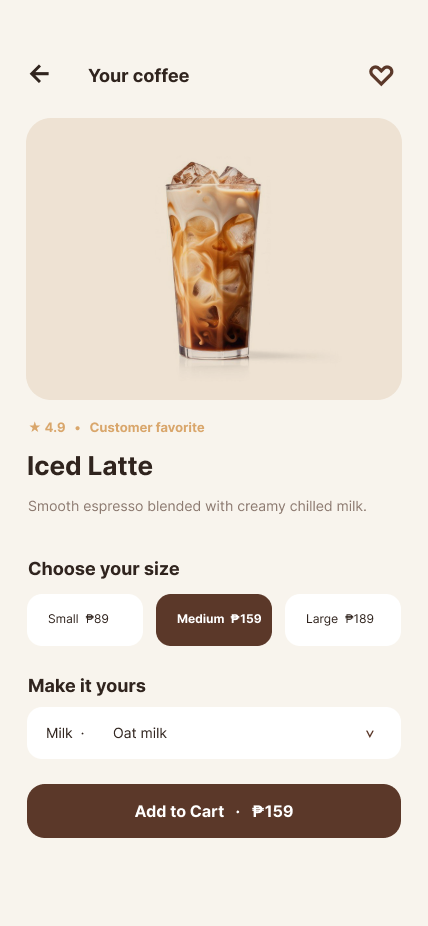 Your coffee
★ 4.9 • Customer favorite
Iced Latte
Smooth espresso blended with creamy chilled milk.
Choose your size
Small ₱89
Medium ₱159
Large ₱189
Make it yours
Milk · Oat milk
Add to Cart · ₱159